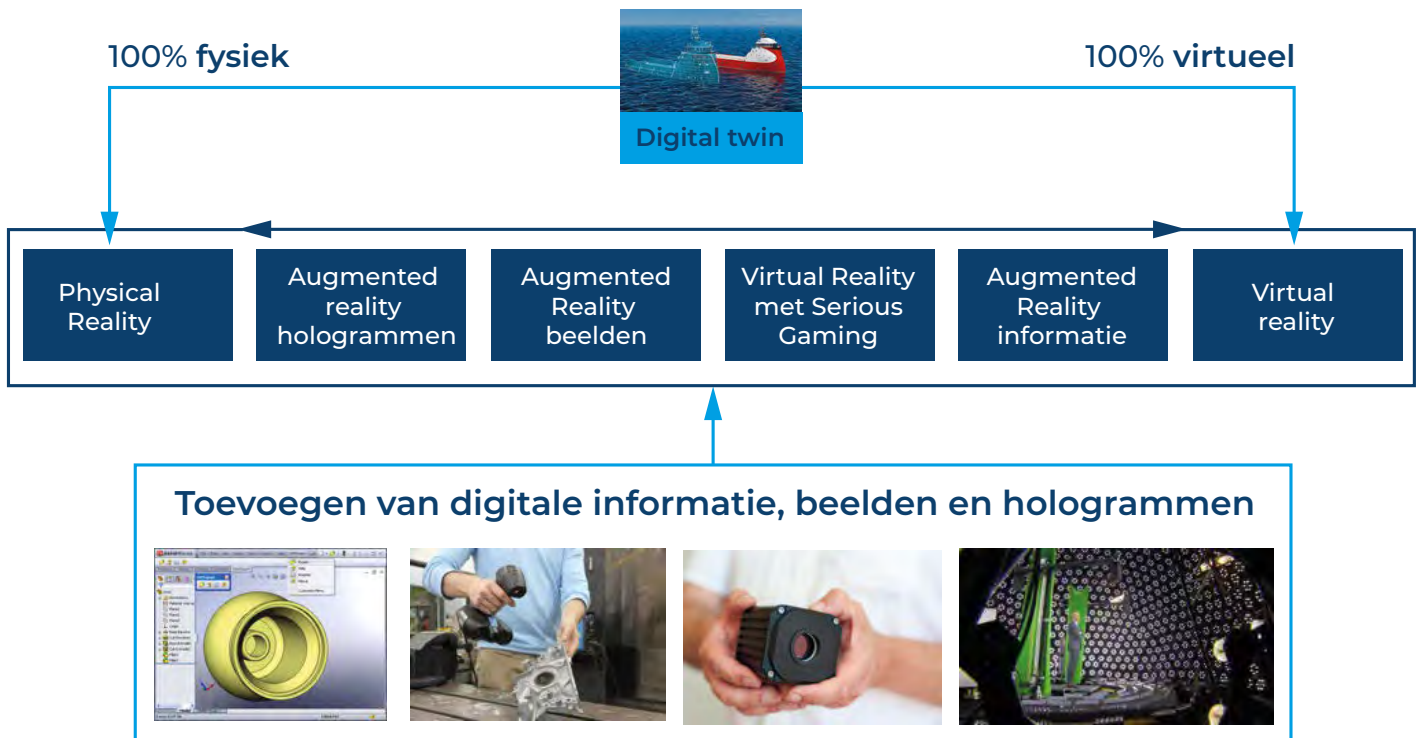 100% fysiek
100% virtueel
Digital twin
Physical
Reality
Augmented
reality
hologrammen
Augmented
Reality
beelden
Virtual Reality
met Serious
Gaming
Augmented
Reality
informatie
Virtual
reality
Toevoegen van digitale informatie, beelden en hologrammen